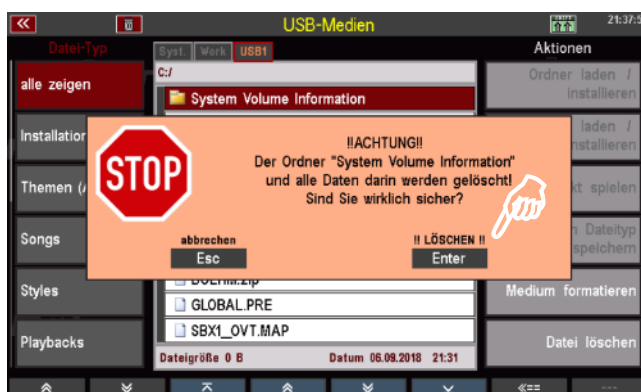 USB-Medien
21:37:5
Datei-Typ
Syst.
Work
USB1
Aktionen
alle zeigen
C:/
System Volume Information
Ordner laden /
installieren
Installation
!!ACHTUNG!!
Der Ordner "System Volume Information"
und alle Daten darin werden gelöscht!
Sind Sie wirklich sicher?
STOP
laden /
nstallieren
Themen (A
kt spielen
Songs
abbrechen
Esc
!! LÖSCHEN !!
Enter
n Dateityp
speichern
Styles
GLOBAL.PRE
Medium formatieren
SBX1_OVT.MAP
Playbacks
Dateigröße 0 B
Datum 06.09.2018 21:31
Datei löschen